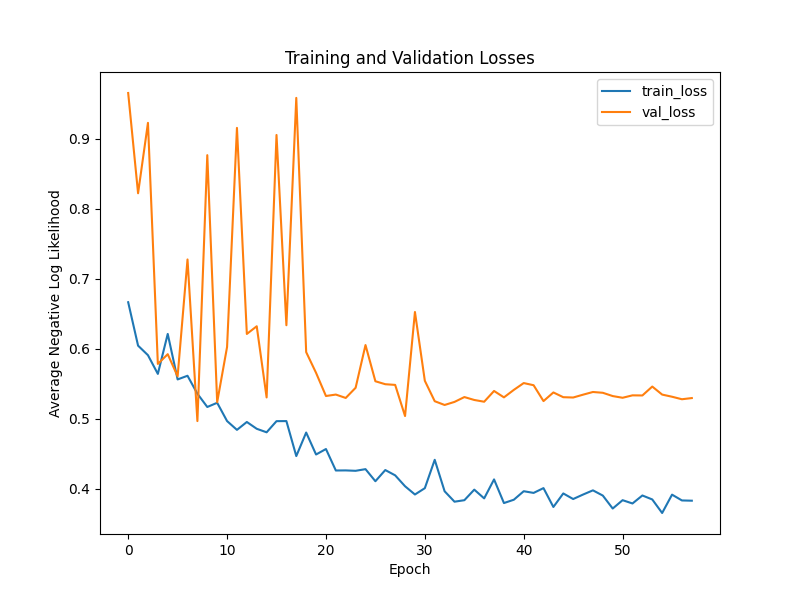 Training and Validation Losses
train_loss
val_loss
Average Negative Log Likelihood
0.9
0.8
0.7
0.6
0.5
0.4
0 10 20 30 40 50
Epoch